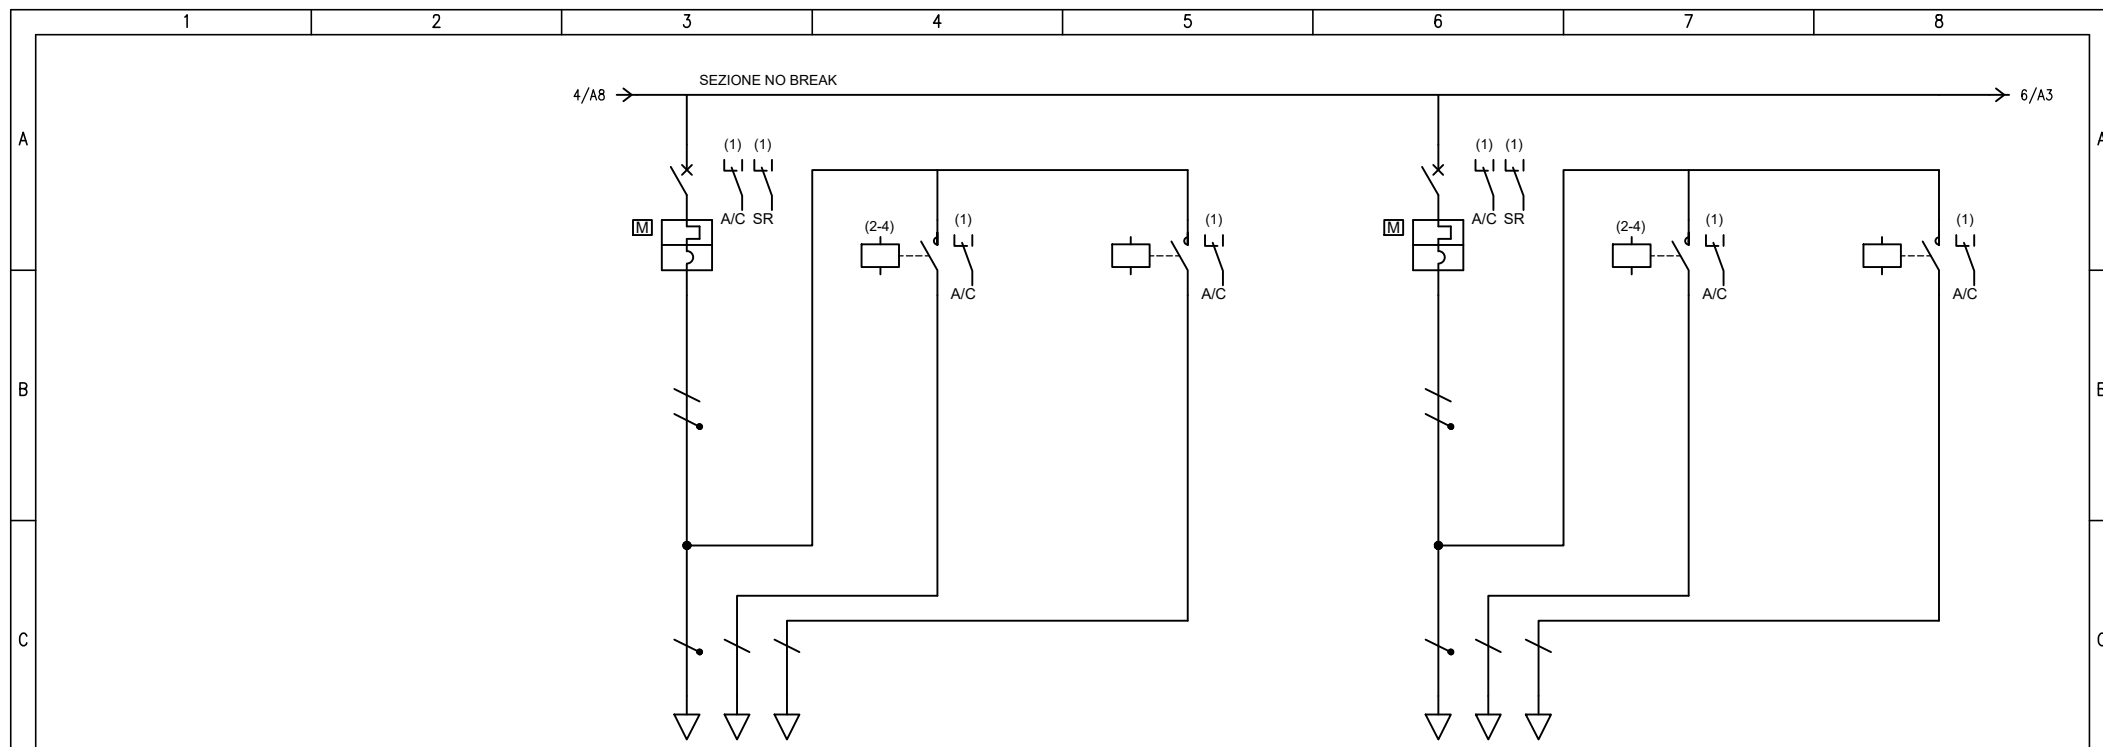 1 2 3 4 5 6 7 8
SEZIONE NO BREAK
4/A8 6/A3
A A
(1) (1) (1) (1)
A/C SR A/C SR
M (2-4) (1) (1) M (2-4) (1) (1)
A/C A/C A/C A/C
B B
C C